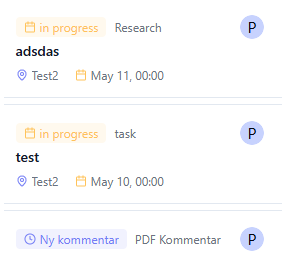 in progress Research P
adsdas
Test2 May 11, 00:00
in progress task P
test
Test2 May 10, 00:00
Ny kommentar PDF Kommentar P